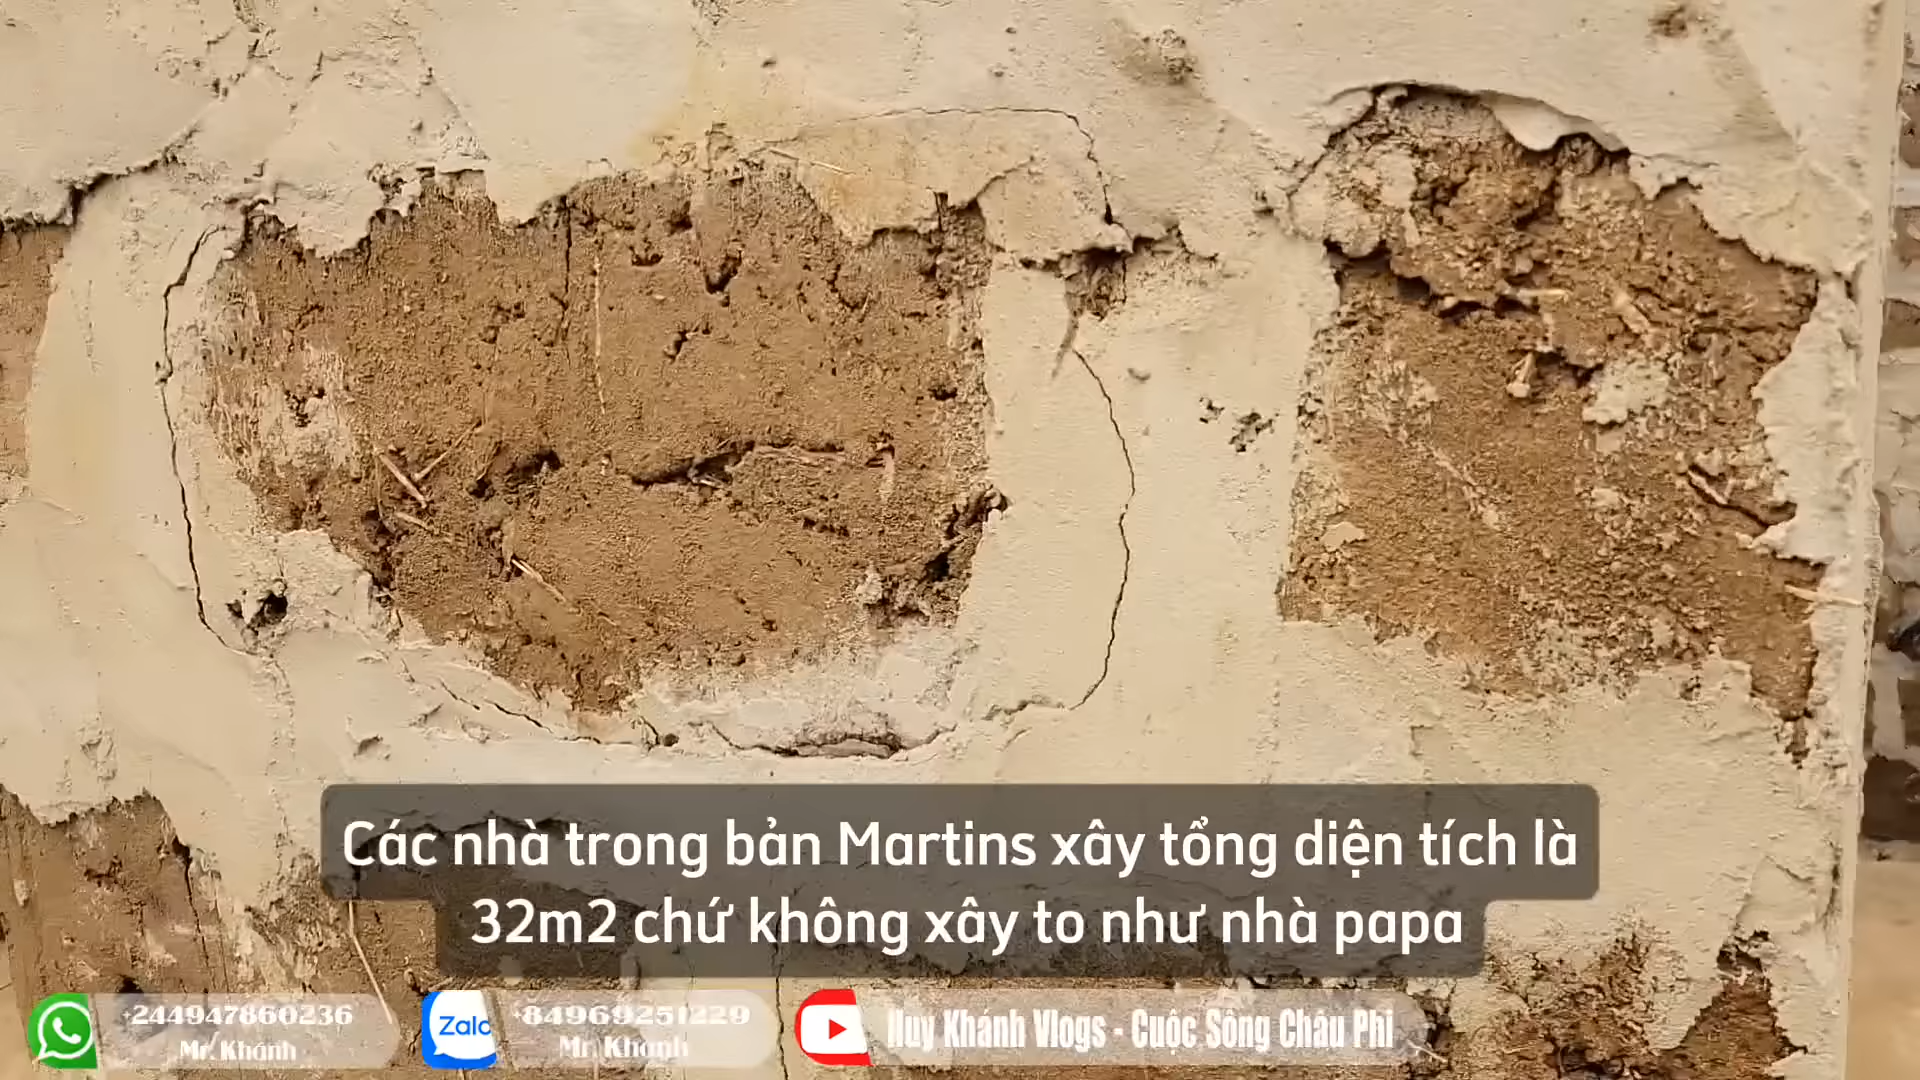 Các nhà trong bản Martins xây tổng diện tích là
32m2 chứ không xây to như nhà papa
+244947860236
Mr. Khánh
Zalo
+84969251229
Mr. Khánh
Huy Khánh Vlogs - Cuộc Sống Châu Phi